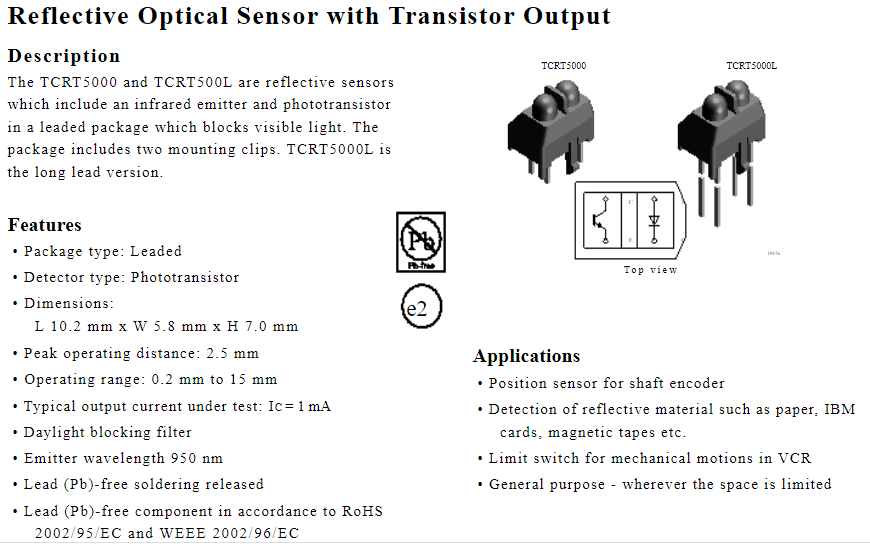 Reflective Optical Sensor with Transistor Output
Description
The TCRT5000 and TCRT500L are reflective sensors
which include an infrared emitter and phototransistor
in a leaded package which blocks visible light. The
package includes two mounting clips. TCRT5000L is
the long lead version.
TCRT5000
TCRT5000L
C
E
Top view
Features
• Package type: Leaded
• Detector type: Phototransistor
• Dimensions:
L 10.2 mm x W 5.8 mm x H 7.0 mm
• Peak operating distance: 2.5 mm
• Operating range: 0.2 mm to 15 mm
• Typical output current under test: IC = 1 mA
• Daylight blocking filter
• Emitter wavelength 950 nm
• Lead (Pb)-free soldering released
• Lead (Pb)-free component in accordance to RoHS
2002/95/EC and WEEE 2002/96/EC
Pb
Pb-free
e2
Applications
• Position sensor for shaft encoder
• Detection of reflective material such as paper, IBM
cards, magnetic tapes etc.
• Limit switch for mechanical motions in VCR
• General purpose - wherever the space is limited